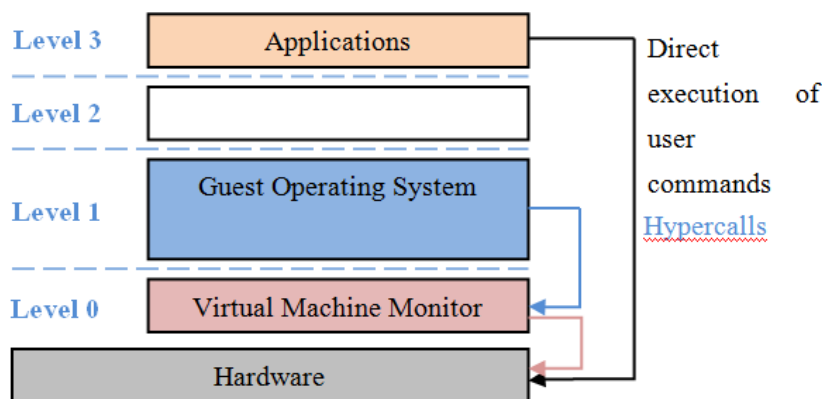 Level 3
Applications
Level 2
Guest Operating System
Level 1
Level 0
Virtual Machine Monitor
Hardware
Direct
execution of
user
commands
Hypercalls